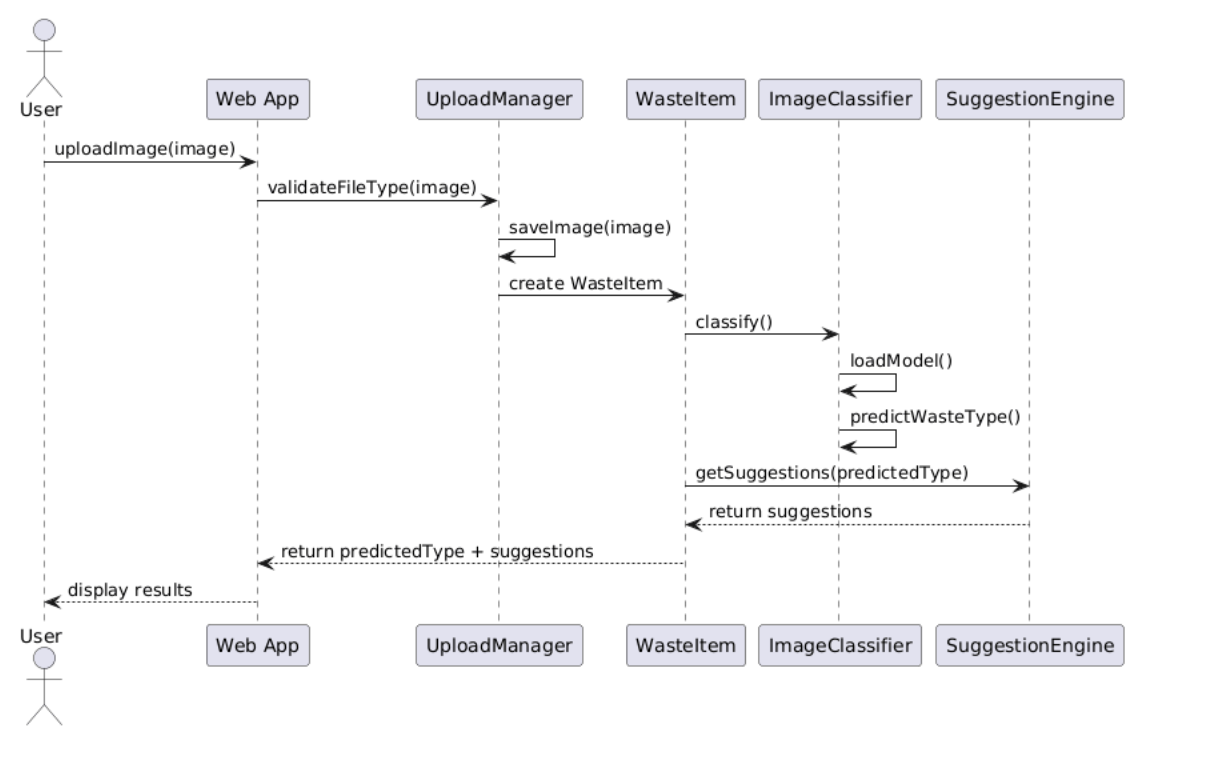 User
Web App
UploadManager
WasteItem
ImageClassifier
SuggestionEngine
uploadImage(image)
validateFileType(image)
saveImage(image)
create WasteItem
classify()
loadModel()
predictWasteType()
getSuggestions(predictedType)
return suggestions
return predictedType + suggestions
display results
User
Web App
UploadManager
WasteItem
ImageClassifier
SuggestionEngine